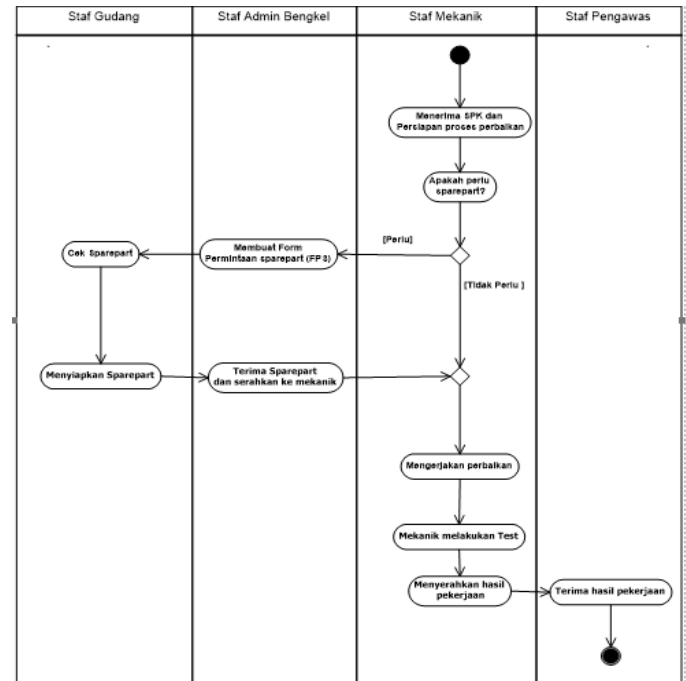 Staf Gudang
Staf Admin Bengkel
Staf Mekanik
Staf Pengawas
Menerima SPK dan
Persiapan proses perbaikan
Apakah perlu
sparepart?
[Perlu]
[Tidak Perlu ]
Membuat Form
Permintaan sparepart (FPS)
Cek Sparepart
Menyiapkan Sparepart
Terima Sparepart
dan serahkan ke mekanik
Mengerjakan perbaikan
Mekanik melakukan Test
Menyerahkan hasil
pekerjaan
Terima hasil pekerjaan